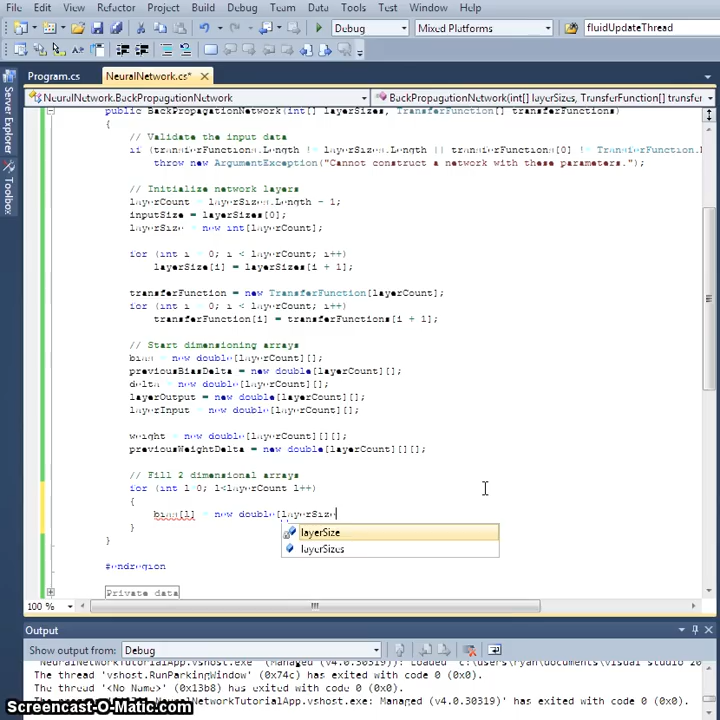 File Edit View Refactor Project Build Debug Team Data Tools Test Window Help
Debug Mixed Platforms fluidUpdateThread
Program.cs NeuralNetwork.cs*
Server Explorer
Toolbox
NeuralNetwork.BackPropagationNetwork BackPropagationNetwork(int[] layerSizes, TransferFunction[] transfer
public BackPropagationNetwork(int[] layerSizes, TransferFunction[] transferFunctions)
{
// Validate the input data
if (transferFunctions.Length != layerSizes.Length || transferFunctions[0] != TransferFunction.
throw new ArgumentException("Cannot construct a network with these parameters.");
// Initialize network layers
layerCount = layerSizes.Length - 1;
inputSize = layerSizes[0];
layerSize = new int[layerCount];
for (int i = 0; i < layerCount; i++)
layerSize[i] = layerSizes[i + 1];
transferFunction = new TransferFunction[layerCount];
for (int i = 0; i < layerCount; i++)
transferFunction[i] = transferFunctions[i + 1];
// Start dimensioning arrays
bias = new double[layerCount][];
previousBiasDelta = new double[layerCount][];
delta = new double[layerCount][];
layerOutput = new double[layerCount][];
layerInput = new double[layerCount][];
weight = new double[layerCount][][];
previousWeightDelta = new double[layerCount][][];
// Fill 2 dimensional arrays
for (int l=0; l<layerCount l++)
{
bias[l] = new double[layerSize
layerSize
layerSizes
}
}
#endregion
Private data
100 %
Output
Show output from: Debug
'NeuralNetworkTutorialApp.vshost.exe' (Managed (v4.0.30319)): Loaded 'c:\users\ryan\documents\visual studio 20
The thread 'vshost.RunParkingWindow' (0x74c) has exited with code 0 (0x0).
The thread '<No Name>' (0x13b8) has exited with code 0 (0x0).
NeuralNetworkTutorialApp.vshost.exe: Managed (v4.0.30319)' has exited with code 0 (0x0).
Screencast-O-Matic.com